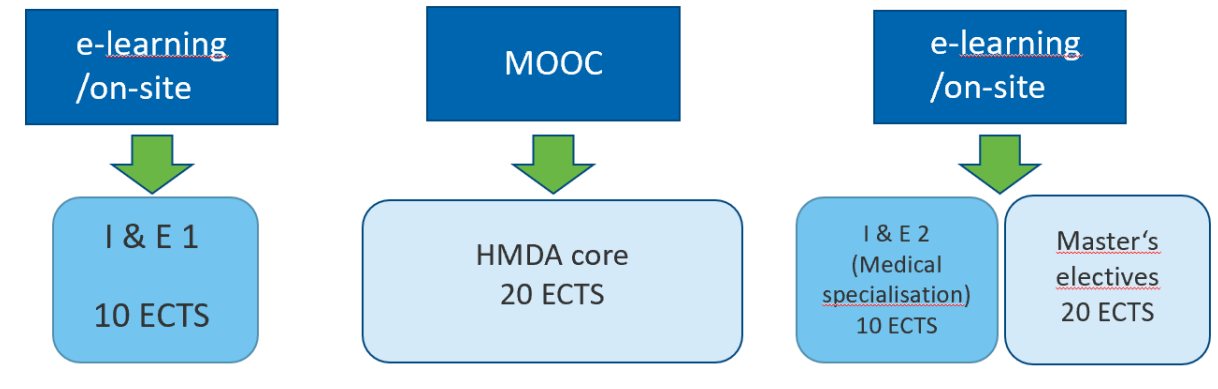 e-learning
/on-site
MOOC
e-learning
/on-site
I & E 1
10 ECTS
HMDA core
20 ECTS
I & E 2
(Medical
specialisation)
10 ECTS
Master‘s
electives
20 ECTS